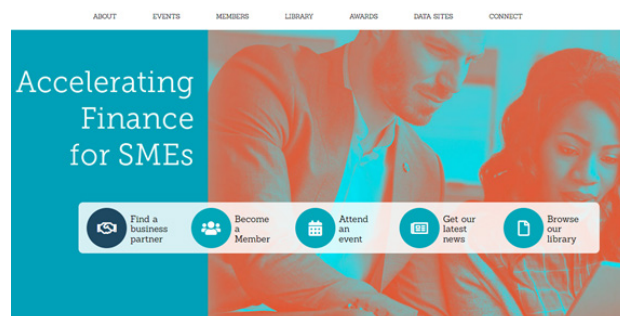 ABOUT EVENTS MEMBERS LIBRARY AWARDS DATA SITES CONNECT
Accelerating
Finance
for SMEs
Find a
business
partner
Become
a
Member
Attend
an
event
Get our
latest
news
Browse
our
library